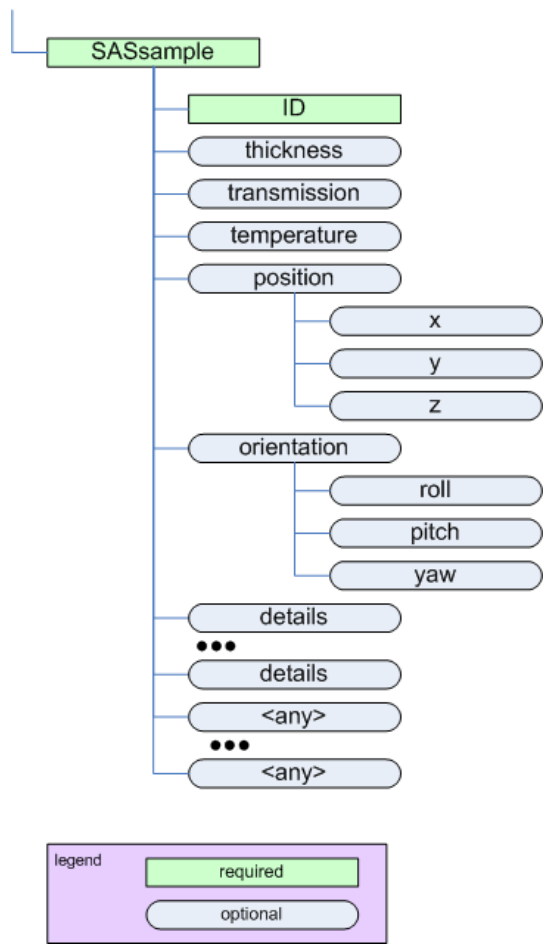 SASsample
ID
thickness
transmission
temperature
position
x
y
z
orientation
roll
pitch
yaw
details
•••
details
<any>
•••
<any>
legend
required
optional